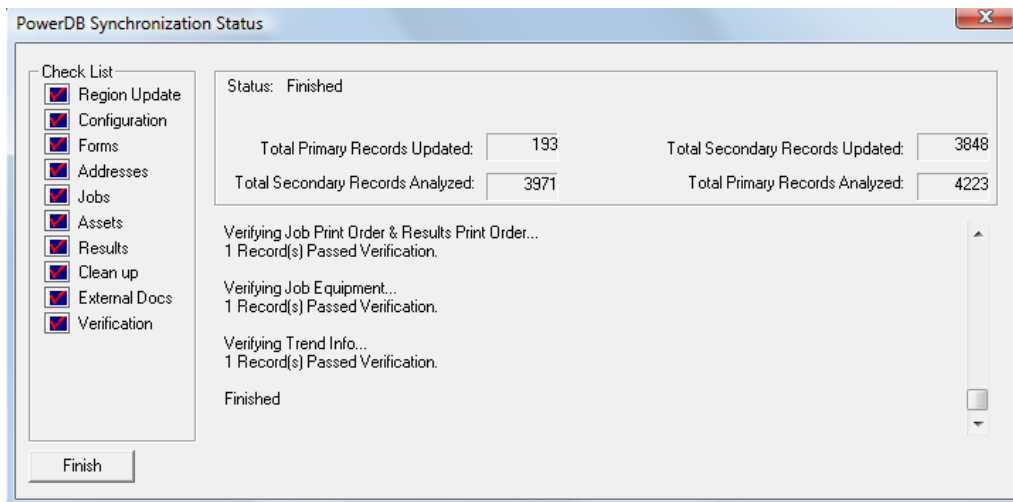 PowerDB Synchronization Status
Check List
Region Update
Configuration
Forms
Addresses
Jobs
Assets
Results
Clean up
External Docs
Verification
Status: Finished
Total Primary Records Updated: 193 Total Secondary Records Updated: 3848
Total Secondary Records Analyzed: 3971 Total Primary Records Analyzed: 4223
Verifying Job Print Order & Results Print Order...
1 Record(s) Passed Verification.
Verifying Job Equipment...
1 Record(s) Passed Verification.
Verifying Trend Info...
1 Record(s) Passed Verification.
Finished
Finish